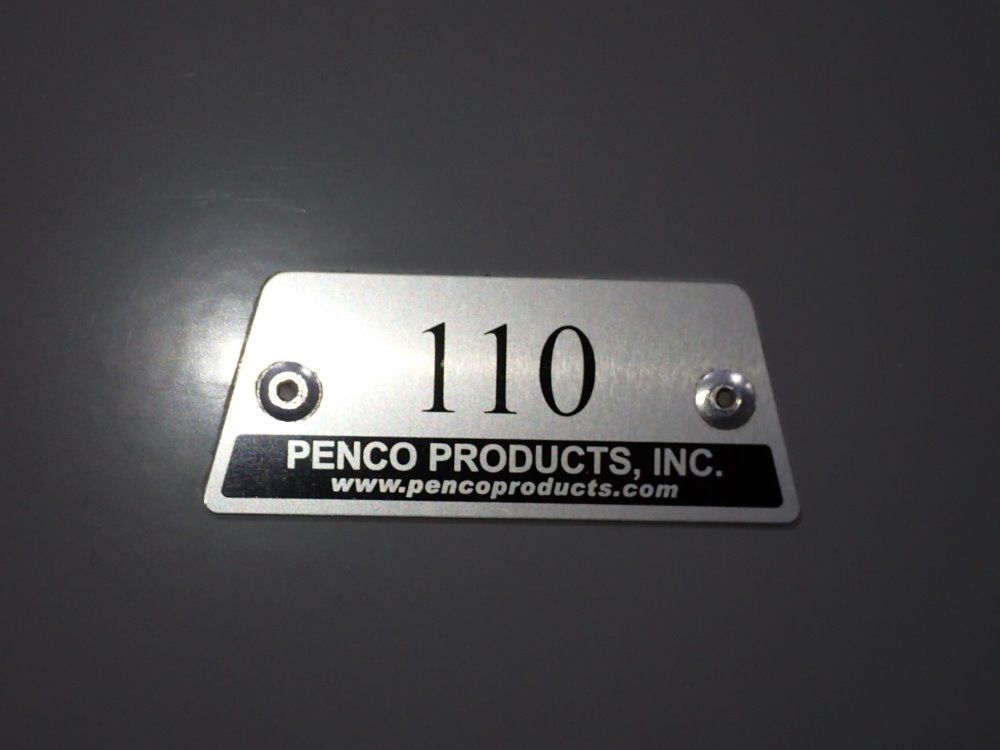 110
PENCO PRODUCTS, INC.
www.pencoproducts.com